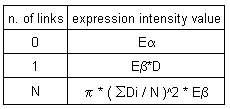 n. of links expression intensity value
0 Eα
1 Eβ*D
N π * ( ΣDi / N )^2 * Eβ